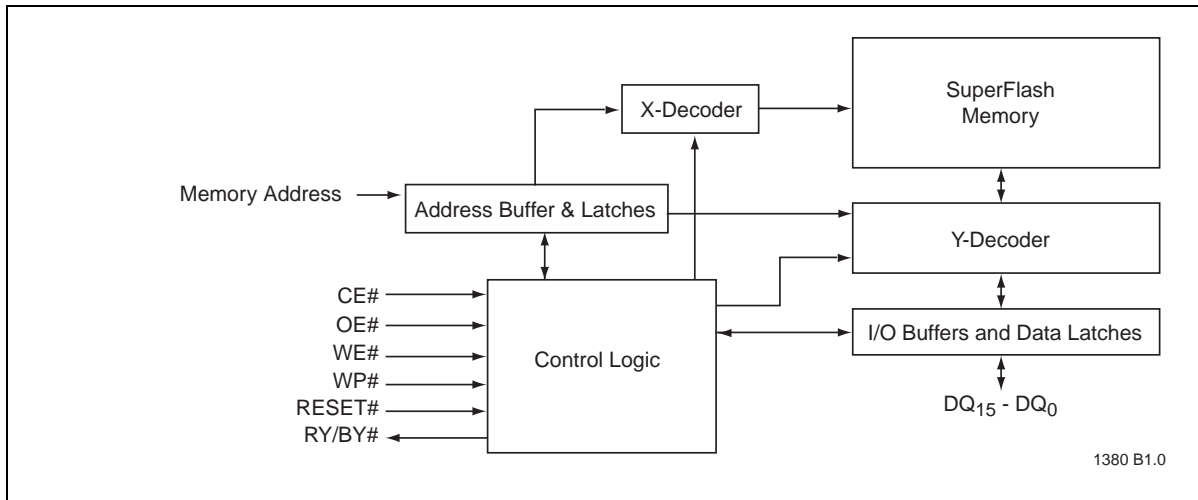 SuperFlash
Memory
X-Decoder
Memory Address
Address Buffer & Latches
Y-Decoder
CE#
OE#
WE#
WP#
RESET#
RY/BY#
Control Logic
I/O Buffers and Data Latches
DQ15 - DQ0
1380 B1.0